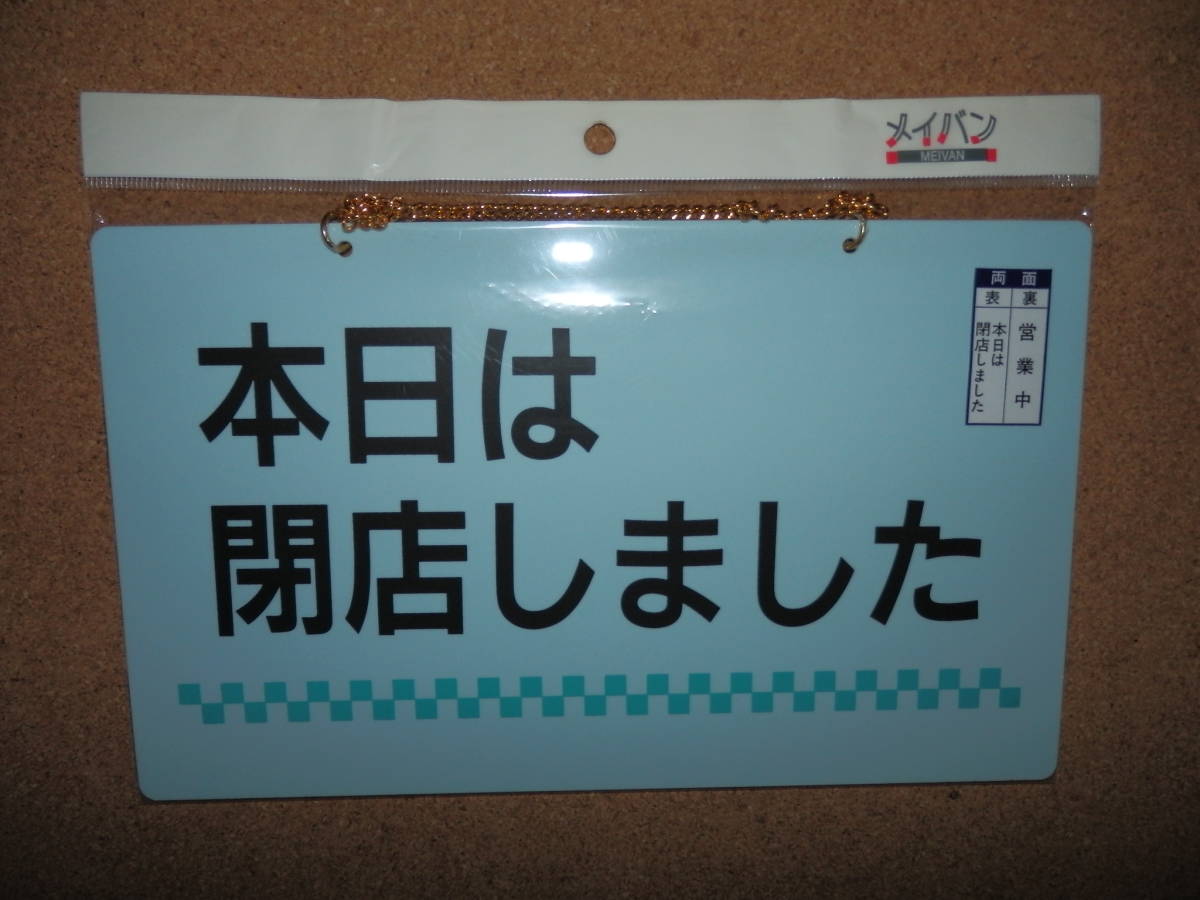 メイバン
MEIVAN
本日は
閉店しました
両面
表
裏
本日は
閉店しました
営業中